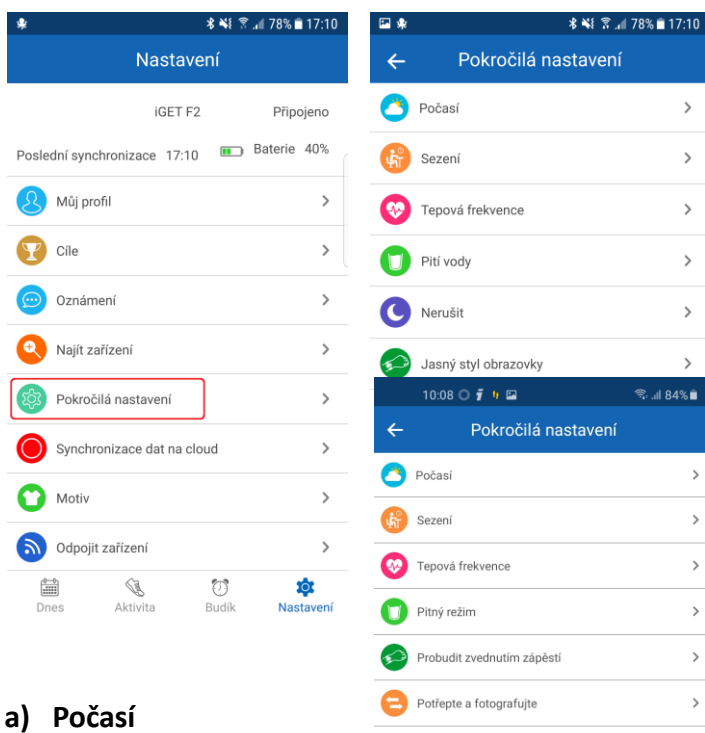 78% 17:10
Nastavení
iGET F2 Připojeno
Poslední synchronizace 17:10 Baterie 40%
Můj profil
Cíle
Oznámení
Najít zařízení
Pokročilá nastavení
Synchronizace dat na cloud
Motiv
Odpojit zařízení
Dnes Aktivita Budík Nastavení
78% 17:10
Pokročilá nastavení
Počasí
Sezení
Tepová frekvence
Pití vody
Nerušit
Jasný styl obrazovky
10:08 84%
Pokročilá nastavení
Počasí
Sezení
Tepová frekvence
Pitný režim
Probudit zvednutím zápěstí
Potřepte a fotografujte
a) Počasí